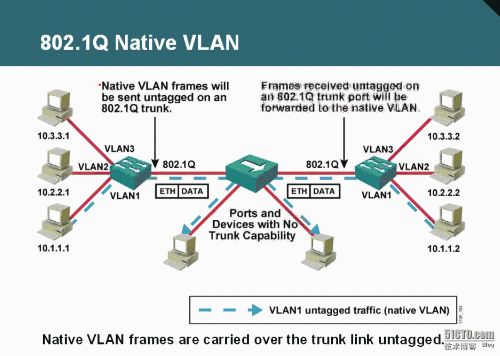 802.1Q Native VLAN
•Native VLAN frames will
be sent untagged on an
802.1Q trunk.
Frames received untagged on
an 802.1Q trunk port will be
forwarded to the native VLAN.
10.3.3.1
VLAN3
VLAN2
10.2.2.1
VLAN1
10.1.1.1
802.1Q
ETH DATA
802.1Q
ETH DATA
Ports and
Devices with No
Trunk Capability
10.3.3.2
VLAN3
VLAN2
10.2.2.2
VLAN1
10.1.1.2
VLAN1 untagged traffic (native VLAN)
Native VLAN frames are carried over the trunk link untagged.
51CTO.com
技术博客 Blog